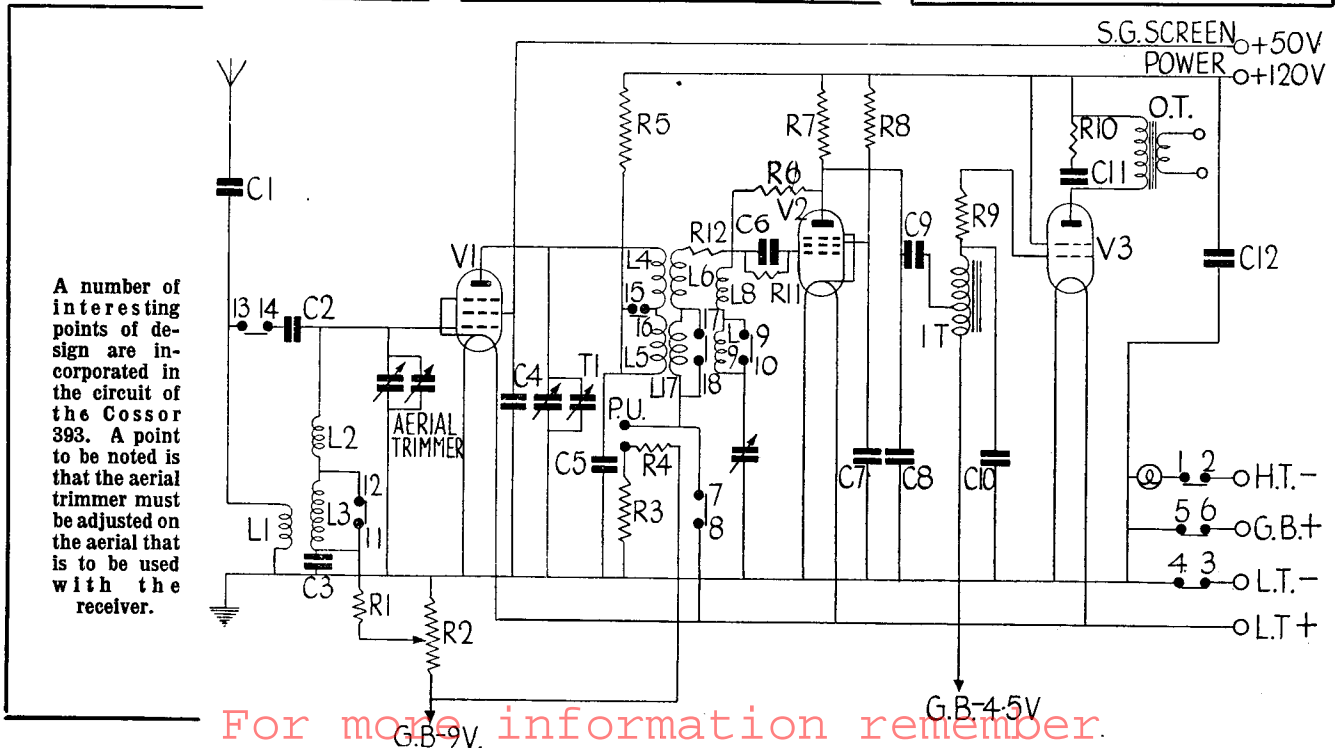 A number of
interesting
points of de-
sign are in-
corporated in
the circuit of
the Cossor
393. A point
to be noted is
that the aerial
trimmer must
be adjusted on
the aerial that
is to be used
with the
receiver.
S.G. SCREEN
+50V
POWER
+120V
O.T.
R5
R7
R8
R10
C11
C1
R6
V2
R9
V3
C12
V1
R12
C6
C9
L4
L6
L8
R11
13 14
C2
15
16
17
L9
9
10
1T
L5
L17
18
C4
T1
P.U.
AERIAL
TRIMMER
L2
L3
12
11
C5
R4
R3
7
8
C7
C8
C10
L1
C3
R1
R2
1 2
H.T.-
5 6
G.B.+
4 3
L.T.-
L.T +
G.B-9V.
G.B.-4·5V
For more information remember.